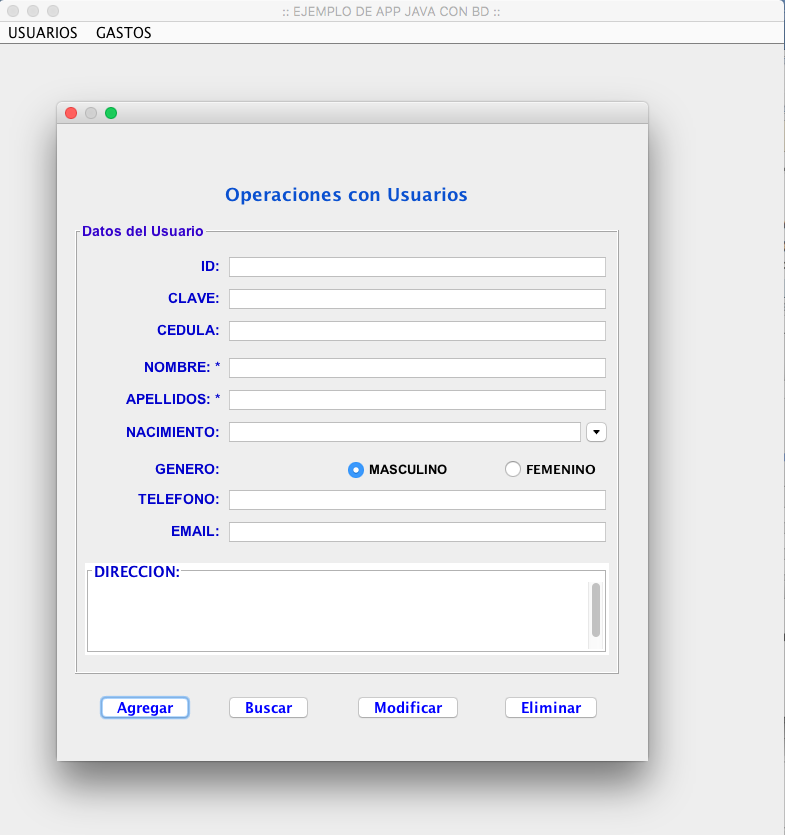 :: EJEMPLO DE APP JAVA CON BD ::
USUARIOS GASTOS
Operaciones con Usuarios
Datos del Usuario
ID:
CLAVE:
CEDULA:
NOMBRE: *
APELLIDOS: *
NACIMIENTO:
GENERO: MASCULINO FEMENINO
TELEFONO:
EMAIL:
DIRECCION:
Agregar Buscar Modificar Eliminar